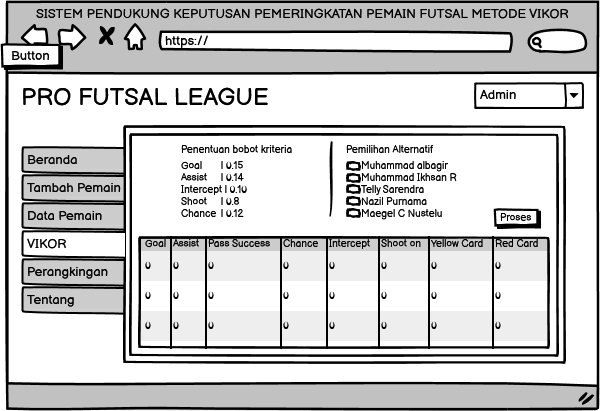 SISTEM PENDUKUNG KEPUTUSAN PEMERINGKATAN PEMAIN FUTSAL METODE VIKOR
https://
Button
PRO FUTSAL LEAGUE
Admin
Beranda
Tambah Pemain
Data Pemain
VIKOR
Perangkingan
Tentang
Penentuan bobot kriteria
Goal | 0.15
Assist | 0.14
Intercept | 0.10
Shoot | 0.8
Chance | 0.12
Pemilihan Alternatif
Muhammad albagir
Muhammad Ikhsan R
Telly Sarendra
Nazil Purnama
Maegel C Nustelu
Proses
Goal Assist Pass Success Chance Intercept Shoot on Yellow Card Red Card
0 0 0 0 0 0 0 0
0 0 0 0 0 0 0 0
0 0 0 0 0 0 0 0